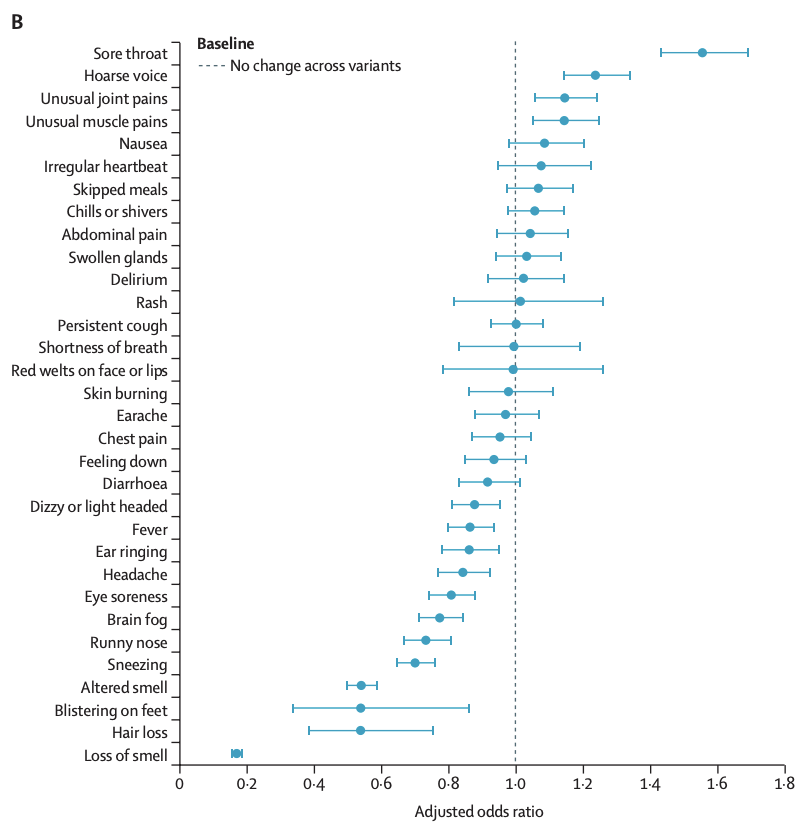 B
Baseline
No change across variants
Sore throat
Hoarse voice
Unusual joint pains
Unusual muscle pains
Nausea
Irregular heartbeat
Skipped meals
Chills or shivers
Abdominal pain
Swollen glands
Delirium
Rash
Persistent cough
Shortness of breath
Red welts on face or lips
Skin burning
Earache
Chest pain
Feeling down
Diarrhoea
Dizzy or light headed
Fever
Ear ringing
Headache
Eye soreness
Brain fog
Runny nose
Sneezing
Altered smell
Blistering on feet
Hair loss
Loss of smell
0 0·2 0·4 0·6 0·8 1·0 1·2 1·4 1·6 1·8
Adjusted odds ratio